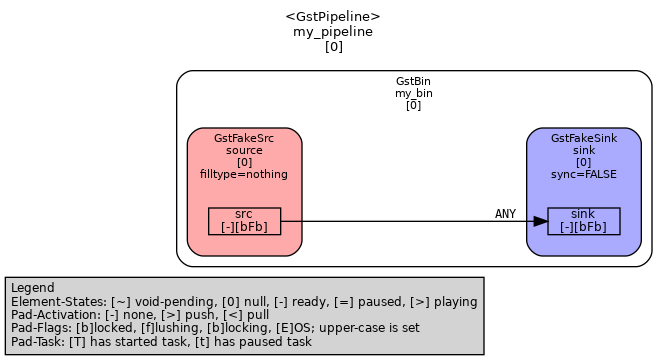 <GstPipeline>
my_pipeline
[0]
GstBin
my_bin
[0]
GstFakeSrc
source
[0]
filltype=nothing
src
[-][bFb]
ANY
GstFakeSink
sink
[0]
sync=FALSE
sink
[-][bFb]
Legend
Element-States: [~] void-pending, [0] null, [-] ready, [=] paused, [>] playing
Pad-Activation: [-] none, [>] push, [<] pull
Pad-Flags: [b]locked, [f]lushing, [b]locking, [E]OS; upper-case is set
Pad-Task: [T] has started task, [t] has paused task